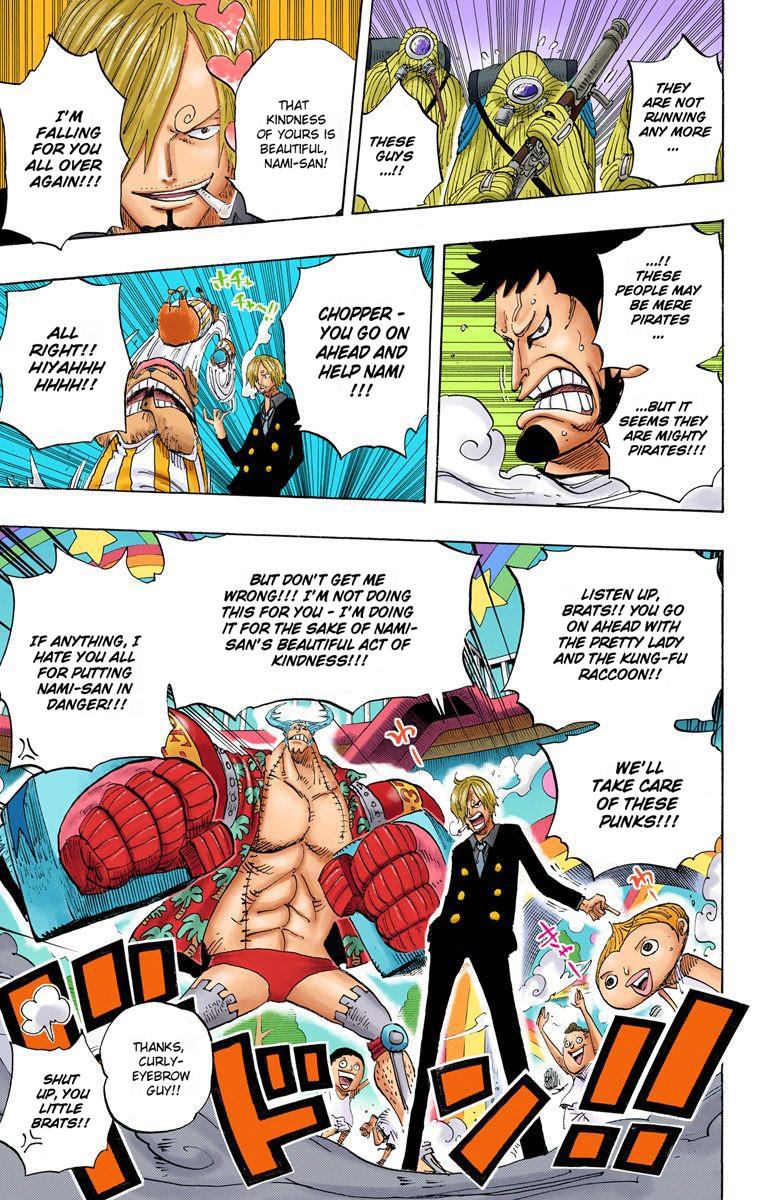 THEY
ARE NOT
RUNNING
ANY MORE
...
THESE
GUYS
...!!
THAT
KINDNESS
OF YOURS IS
BEAUTIFUL,
NAMI-SAN!
I'M
FALLING
FOR YOU
ALL OVER
AGAIN!!!
...!!
THESE
PEOPLE MAY
BE MERE
PIRATES
...
...BUT IT
SEEMS THEY
ARE MIGHTY
PIRATES!!!
CHOPPER -
YOU GO ON
AHEAD AND
HELP NAMI
!!!
ALL
RIGHT!!
HIYAHHH
HHHH!!
LISTEN UP,
BRATS!! YOU GO
ON AHEAD WITH
THE PRETTY LADY
AND THE KUNG-FU
RACCOON!!
WE'LL
TAKE CARE
OF THESE
PUNKS!!!
BUT DON'T GET ME
WRONG!!! I'M NOT DOING
THIS FOR YOU - I'M DOING
IT FOR THE SAKE OF NAMI-
SAN'S BEAUTIFUL ACT OF
KINDNESS!!!
IF ANYTHING, I
HATE YOU ALL
FOR PUTTING
NAMI-SAN IN
DANGER!!!
わー
わー
ドドン!!
THANKS,
CURLY-
EYEBROW
GUY!!
SHUT
UP, YOU
LITTLE
BRATS!!